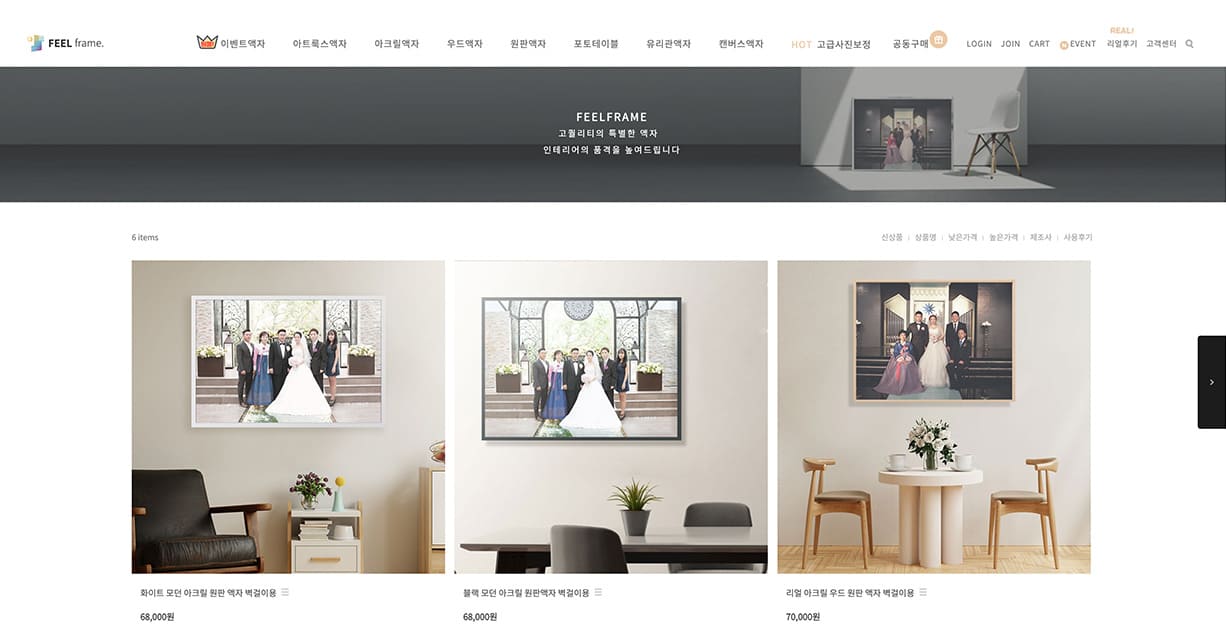 FEEL frame.
이벤트액자 아트룩스액자 아크릴액자 우드액자 원판액자 포토테이블 유리관액자 캔버스액자 HOT 고급사진보정 공동구매 LOGIN JOIN CART N EVENT REAL! 리얼후기 고객센터
FEELFRAME
고퀄리티의 특별한 액자
인테리어의 품격을 높여드립니다
6 items
신상품 | 상품명 | 낮은가격 | 높은가격 | 제조사 | 사용후기
화이트 모던 아크릴 원판 액자 벽걸이용
68,000원
블랙 모던 아크릴 원판액자 벽걸이용
68,000원
리얼 아크릴 우드 원판 액자 벽걸이용
70,000원